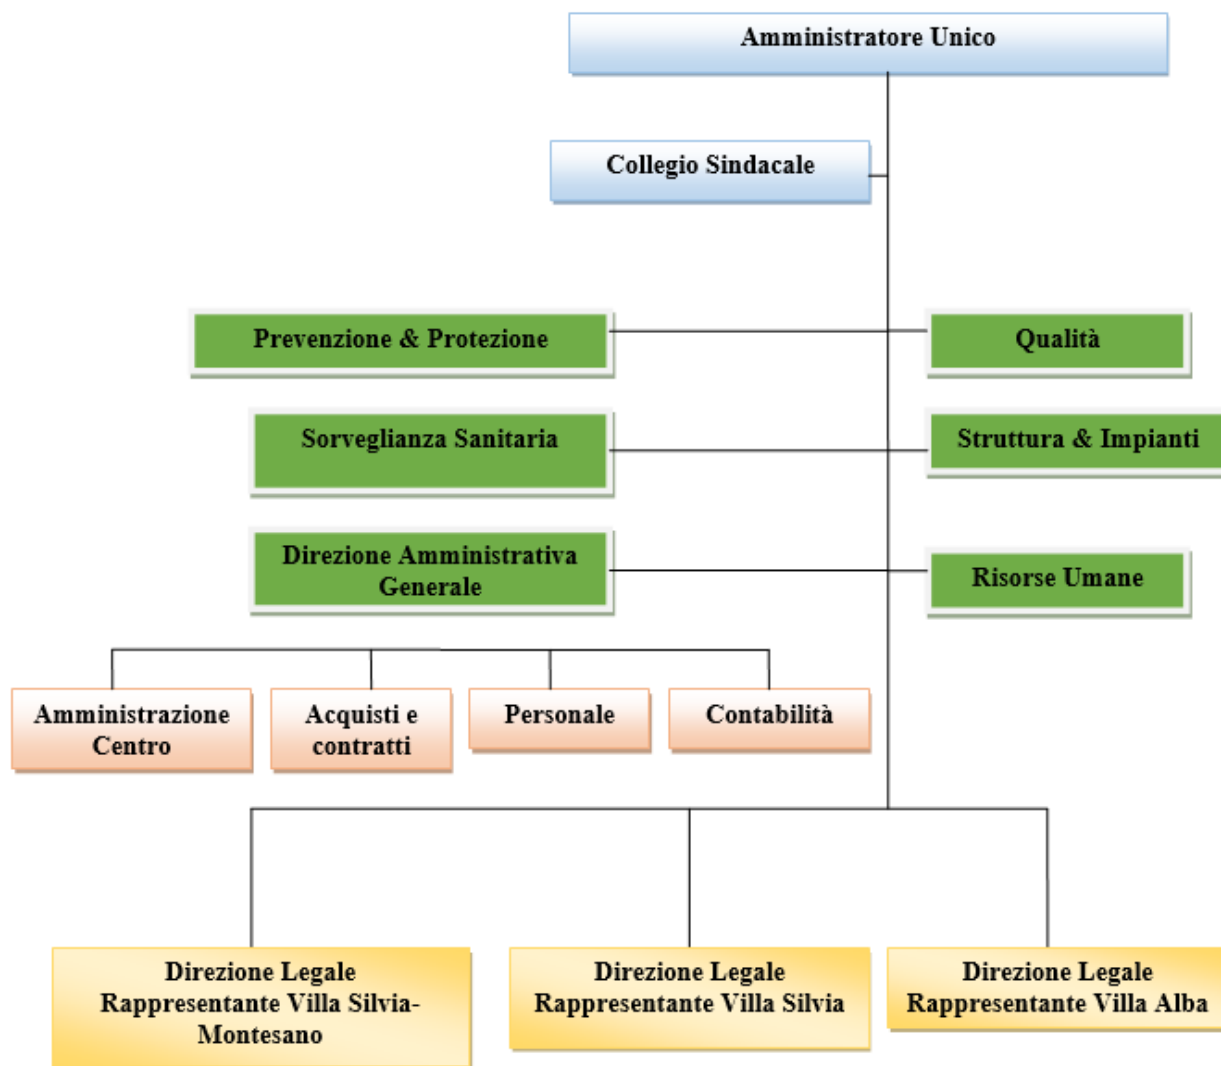 Amministratore Unico
Collegio Sindacale
Prevenzione & Protezione
Qualità
Sorveglianza Sanitaria
Struttura & Impianti
Direzione Amministrativa
Generale
Risorse Umane
Amministrazione
Centro
Acquisti e
contratti
Personale
Contabilità
Direzione Legale
Rappresentante Villa Silvia-
Montesano
Direzione Legale
Rappresentante Villa Silvia
Direzione Legale
Rappresentante Villa Alba